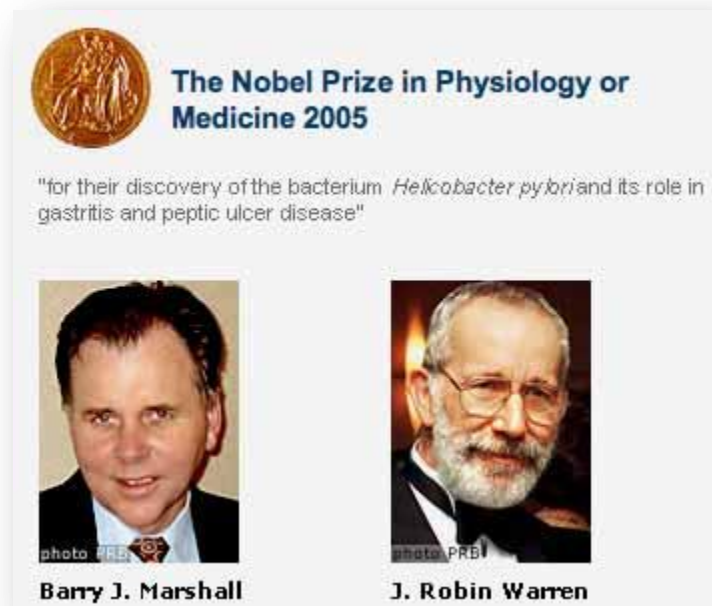 The Nobel Prize in Physiology or
Medicine 2005
"for their discovery of the bacterium Helicobacter pylori and its role in
gastritis and peptic ulcer disease"
photo PRB
photo PRB
Barry J. Marshall
J. Robin Warren